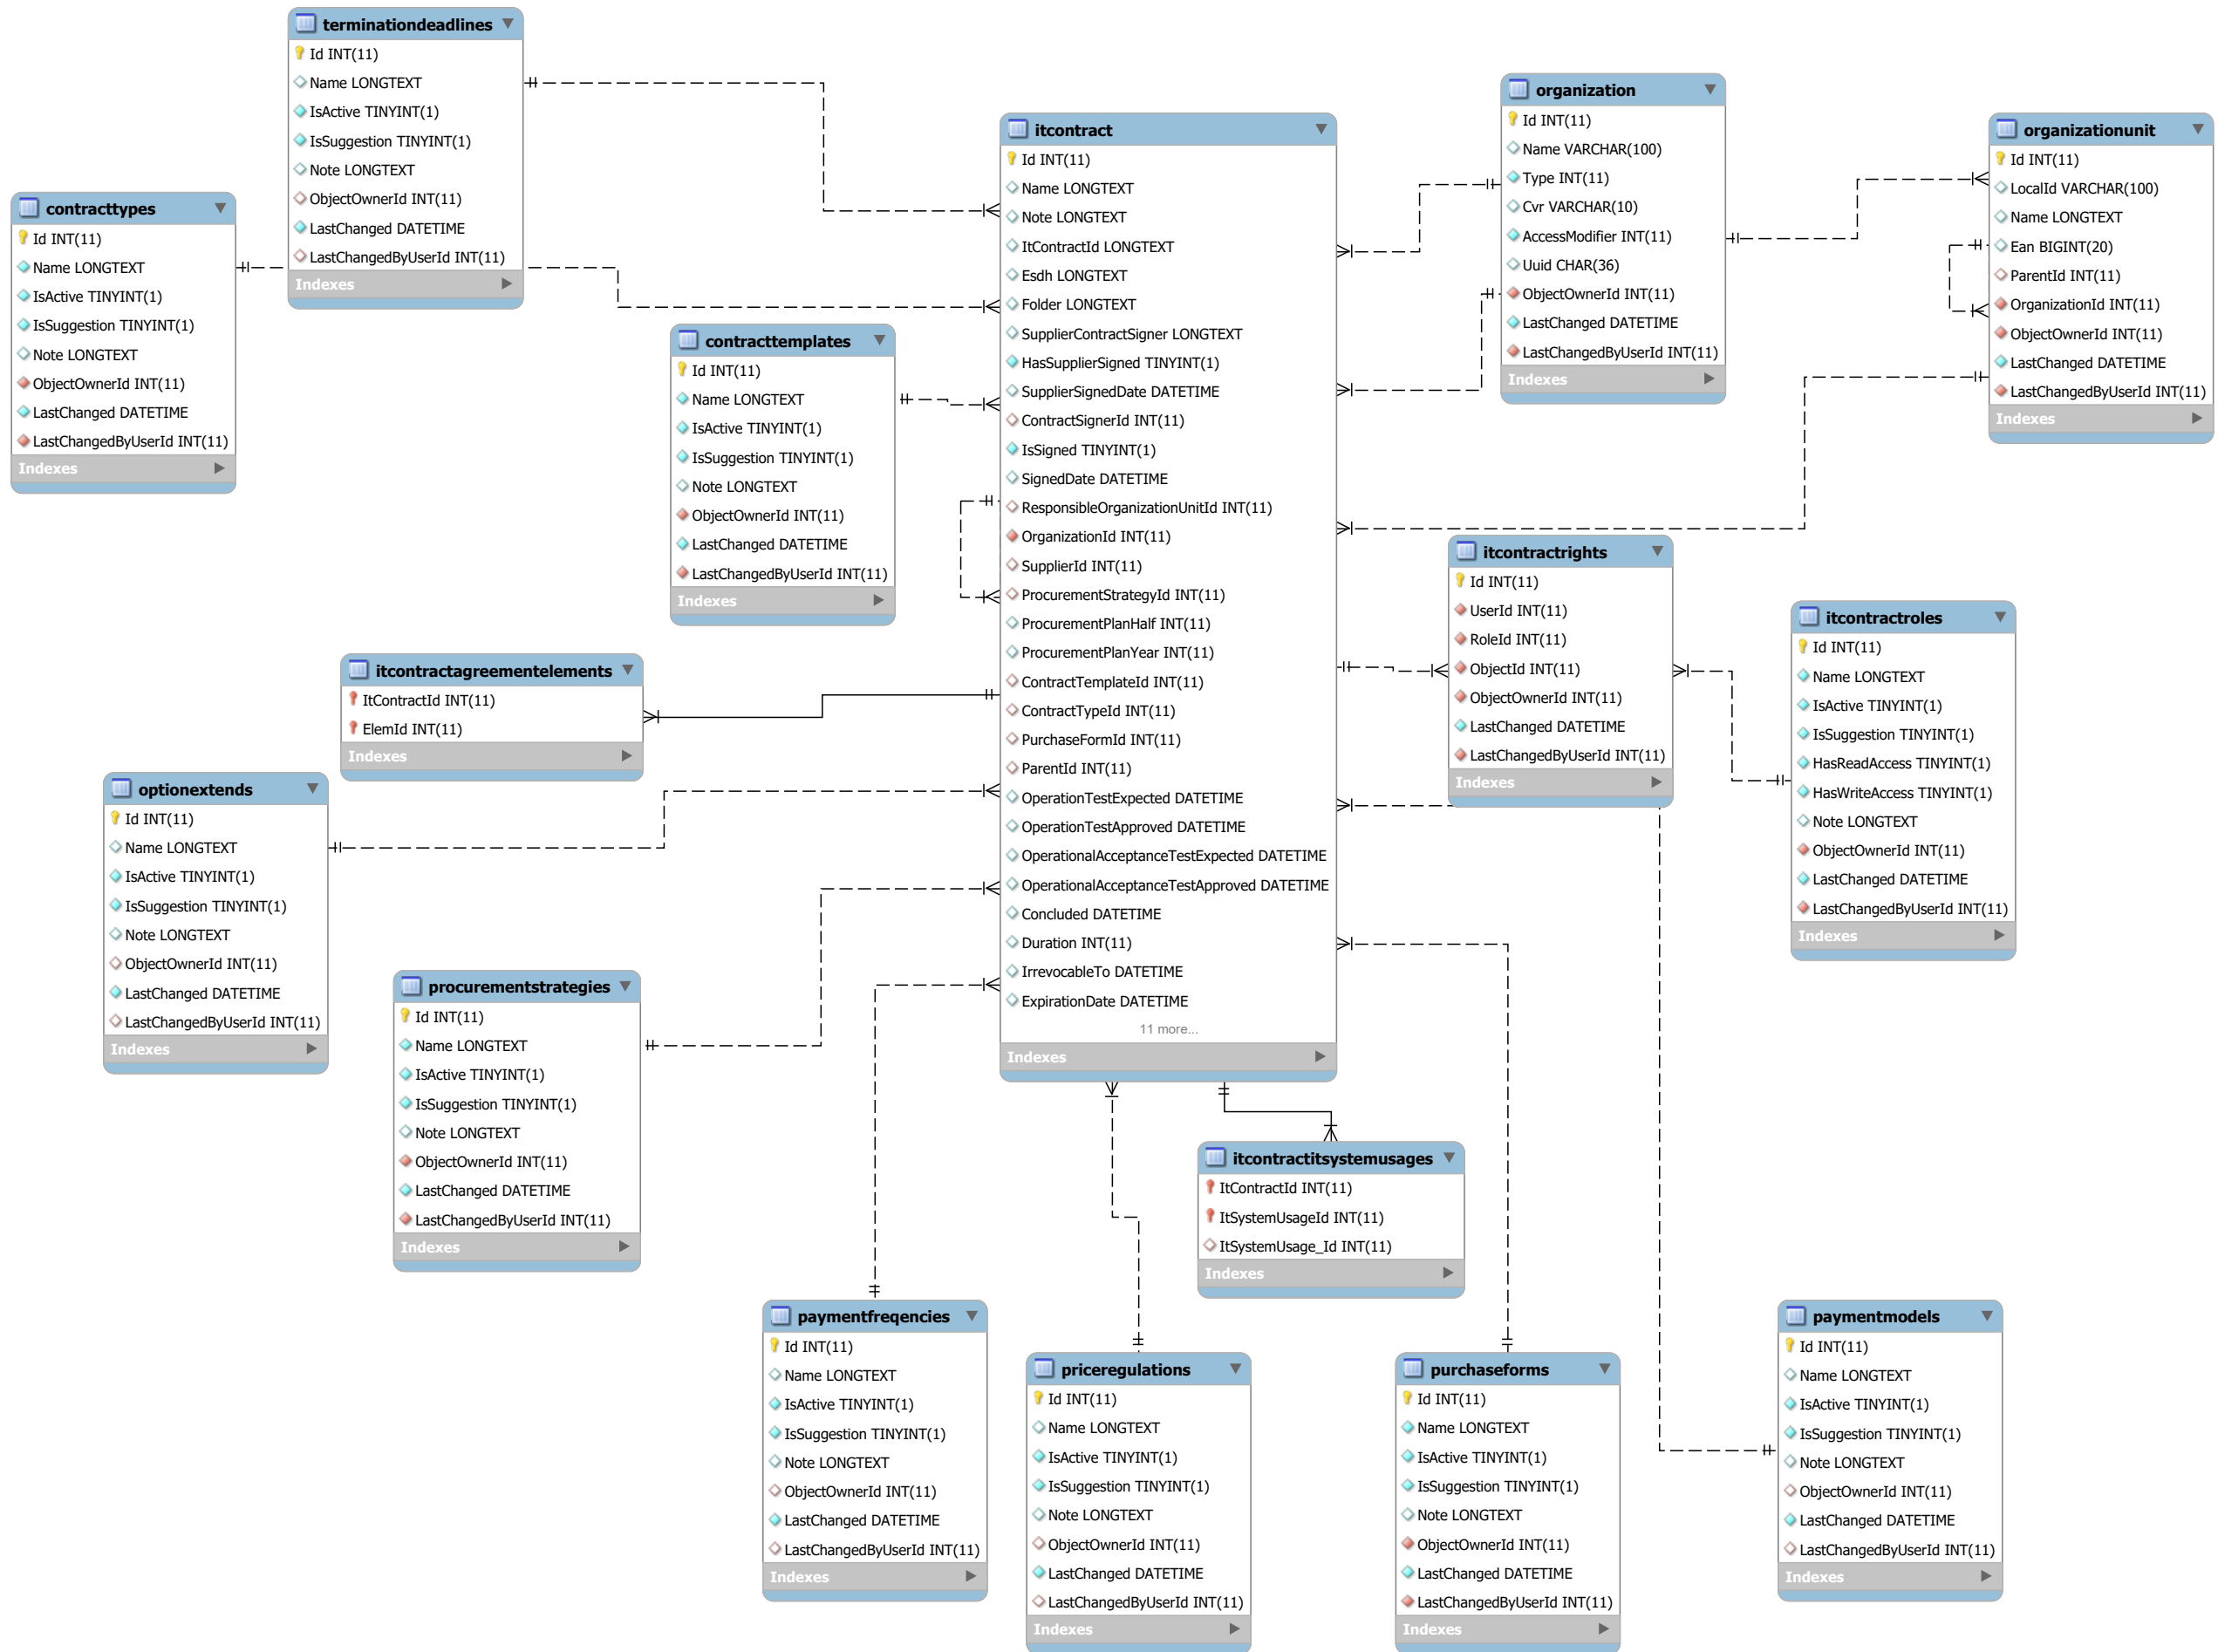 terminationdeadlines
Id INT(11)
Name LONGTEXT
IsActive TINYINT(1)
IsSuggestion TINYINT(1)
Note LONGTEXT
ObjectOwnerId INT(11)
LastChanged DATETIME
LastChangedByUserId INT(11)
Indexes
contracttypes
Id INT(11)
Name LONGTEXT
IsActive TINYINT(1)
IsSuggestion TINYINT(1)
Note LONGTEXT
ObjectOwnerId INT(11)
LastChanged DATETIME
LastChangedByUserId INT(11)
Indexes
contracttemplates
Id INT(11)
Name LONGTEXT
IsActive TINYINT(1)
IsSuggestion TINYINT(1)
Note LONGTEXT
ObjectOwnerId INT(11)
LastChanged DATETIME
LastChangedByUserId INT(11)
Indexes
itcontract
Id INT(11)
Name LONGTEXT
Note LONGTEXT
ItContractId LONGTEXT
Esdh LONGTEXT
Folder LONGTEXT
SupplierContractSigner LONGTEXT
HasSupplierSigned TINYINT(1)
SupplierSignedDate DATETIME
ContractSignerId INT(11)
IsSigned TINYINT(1)
SignedDate DATETIME
ResponsibleOrganizationUnitId INT(11)
OrganizationId INT(11)
SupplierId INT(11)
ProcurementStrategyId INT(11)
ProcurementPlanHalf INT(11)
ProcurementPlanYear INT(11)
ContractTemplateId INT(11)
ContractTypeId INT(11)
PurchaseFormId INT(11)
ParentId INT(11)
OperationTestExpected DATETIME
OperationTestApproved DATETIME
OperationalAcceptanceTestExpected DATETIME
OperationalAcceptanceTestApproved DATETIME
Concluded DATETIME
Duration INT(11)
IrrevocableTo DATETIME
ExpirationDate DATETIME
11 more...
Indexes
organization
Id INT(11)
Name VARCHAR(100)
Type INT(11)
Cvr VARCHAR(10)
AccessModifier INT(11)
Uuid CHAR(36)
ObjectOwnerId INT(11)
LastChanged DATETIME
LastChangedByUserId INT(11)
Indexes
organizationunit
Id INT(11)
LocalId VARCHAR(100)
Name LONGTEXT
Ean BIGINT(20)
ParentId INT(11)
OrganizationId INT(11)
ObjectOwnerId INT(11)
LastChanged DATETIME
LastChangedByUserId INT(11)
Indexes
itcontractrights
Id INT(11)
UserId INT(11)
RoleId INT(11)
ObjectId INT(11)
ObjectOwnerId INT(11)
LastChanged DATETIME
LastChangedByUserId INT(11)
Indexes
itcontractroles
Id INT(11)
Name LONGTEXT
IsActive TINYINT(1)
IsSuggestion TINYINT(1)
HasReadAccess TINYINT(1)
HasWriteAccess TINYINT(1)
Note LONGTEXT
ObjectOwnerId INT(11)
LastChanged DATETIME
LastChangedByUserId INT(11)
Indexes
itcontractagreementelements
ItContractId INT(11)
ElemId INT(11)
Indexes
optionextends
Id INT(11)
Name LONGTEXT
IsActive TINYINT(1)
IsSuggestion TINYINT(1)
Note LONGTEXT
ObjectOwnerId INT(11)
LastChanged DATETIME
LastChangedByUserId INT(11)
Indexes
procurementstrategies
Id INT(11)
Name LONGTEXT
IsActive TINYINT(1)
IsSuggestion TINYINT(1)
Note LONGTEXT
ObjectOwnerId INT(11)
LastChanged DATETIME
LastChangedByUserId INT(11)
Indexes
itcontractitsystemusages
ItContractId INT(11)
ItSystemUsageId INT(11)
ItSystemUsage_Id INT(11)
Indexes
paymentfreqencies
Id INT(11)
Name LONGTEXT
IsActive TINYINT(1)
IsSuggestion TINYINT(1)
Note LONGTEXT
ObjectOwnerId INT(11)
LastChanged DATETIME
LastChangedByUserId INT(11)
Indexes
priceregulations
Id INT(11)
Name LONGTEXT
IsActive TINYINT(1)
IsSuggestion TINYINT(1)
Note LONGTEXT
ObjectOwnerId INT(11)
LastChanged DATETIME
LastChangedByUserId INT(11)
Indexes
purchaseforms
Id INT(11)
Name LONGTEXT
IsActive TINYINT(1)
IsSuggestion TINYINT(1)
Note LONGTEXT
ObjectOwnerId INT(11)
LastChanged DATETIME
LastChangedByUserId INT(11)
Indexes
paymentmodels
Id INT(11)
Name LONGTEXT
IsActive TINYINT(1)
IsSuggestion TINYINT(1)
Note LONGTEXT
ObjectOwnerId INT(11)
LastChanged DATETIME
LastChangedByUserId INT(11)
Indexes